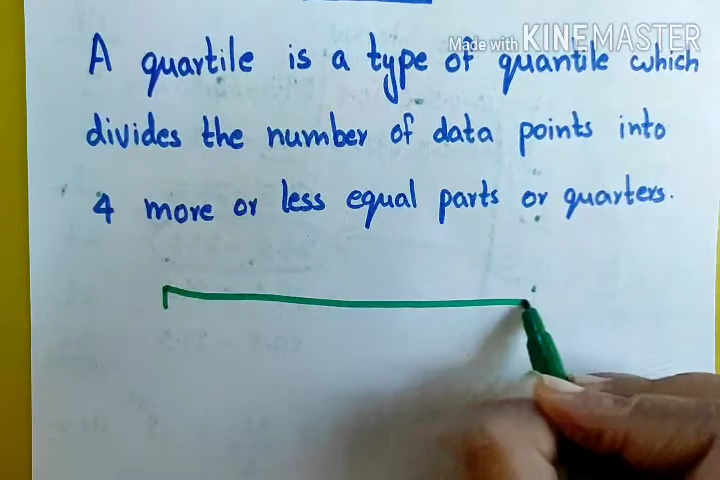 Made with KINEMASTER
A quartile is a type of quantile which
divides the number of data points into
4 more or less equal parts or quarters.